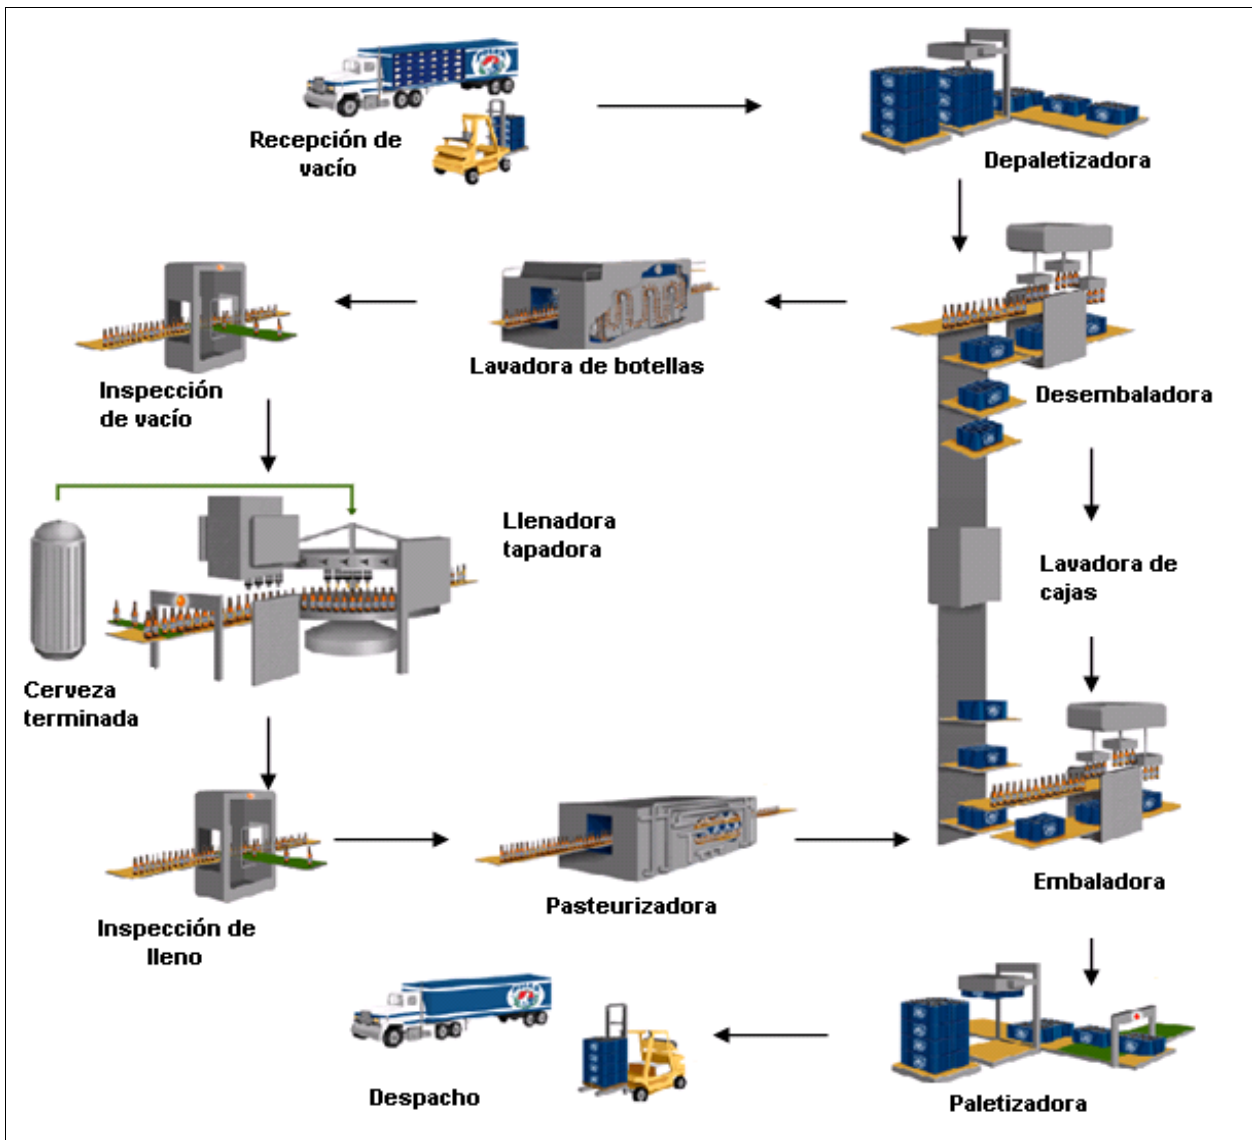 Recepción de
vacío
Depaletizadora
Inspección
de vacío
Lavadora de botellas
Desembaladora
Llenadora
tapadora
Lavadora de
cajas
Cerveza
terminada
Inspección de
lleno
Pasteurizadora
Embaladora
Despacho
Paletizadora